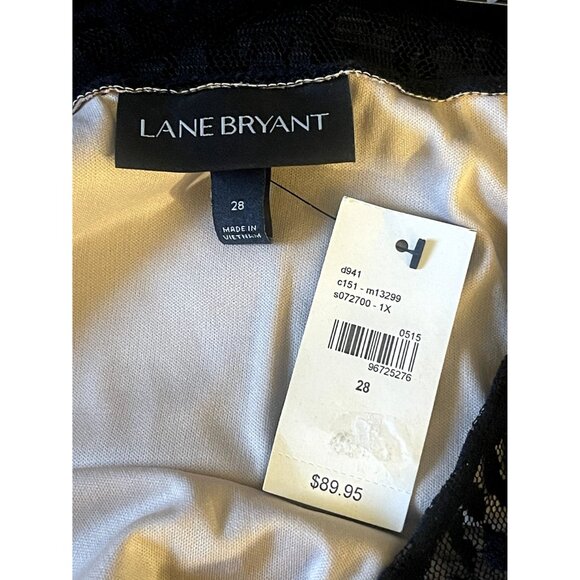 LANE BRYANT
28
MADE IN
VIETNAM
d941
c151 - m13299
s072700 - 1X
0515
96725276
28
$89.95